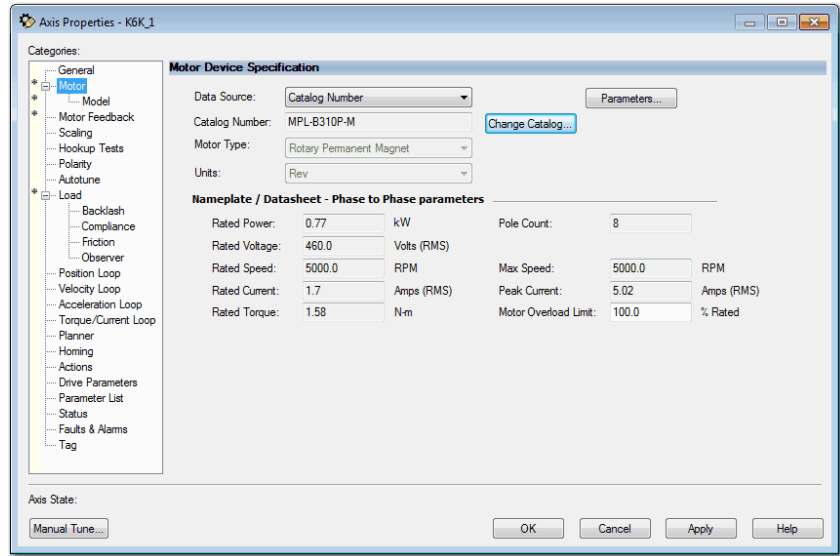 Axis Properties - K6K_1
Categories:
General
* Motor
* Model
* Motor Feedback
Scaling
Hookup Tests
Polarity
Autotune
* Load
Backlash
Compliance
Friction
Observer
Position Loop
Velocity Loop
Acceleration Loop
Torque/Current Loop
Planner
Homing
Actions
Drive Parameters
Parameter List
Status
Faults & Alarms
Tag
Motor Device Specification
Data Source: Catalog Number Parameters...
Catalog Number: MPL-B310P-M Change Catalog...
Motor Type: Rotary Permanent Magnet
Units: Rev
Nameplate / Datasheet - Phase to Phase parameters
Rated Power: 0.77 kW Pole Count: 8
Rated Voltage: 460.0 Volts (RMS)
Rated Speed: 5000.0 RPM Max Speed: 5000.0 RPM
Rated Current: 1.7 Amps (RMS) Peak Current: 5.02 Amps (RMS)
Rated Torque: 1.58 N-m Motor Overload Limit: 100.0 % Rated
Axis State:
Manual Tune... OK Cancel Apply Help